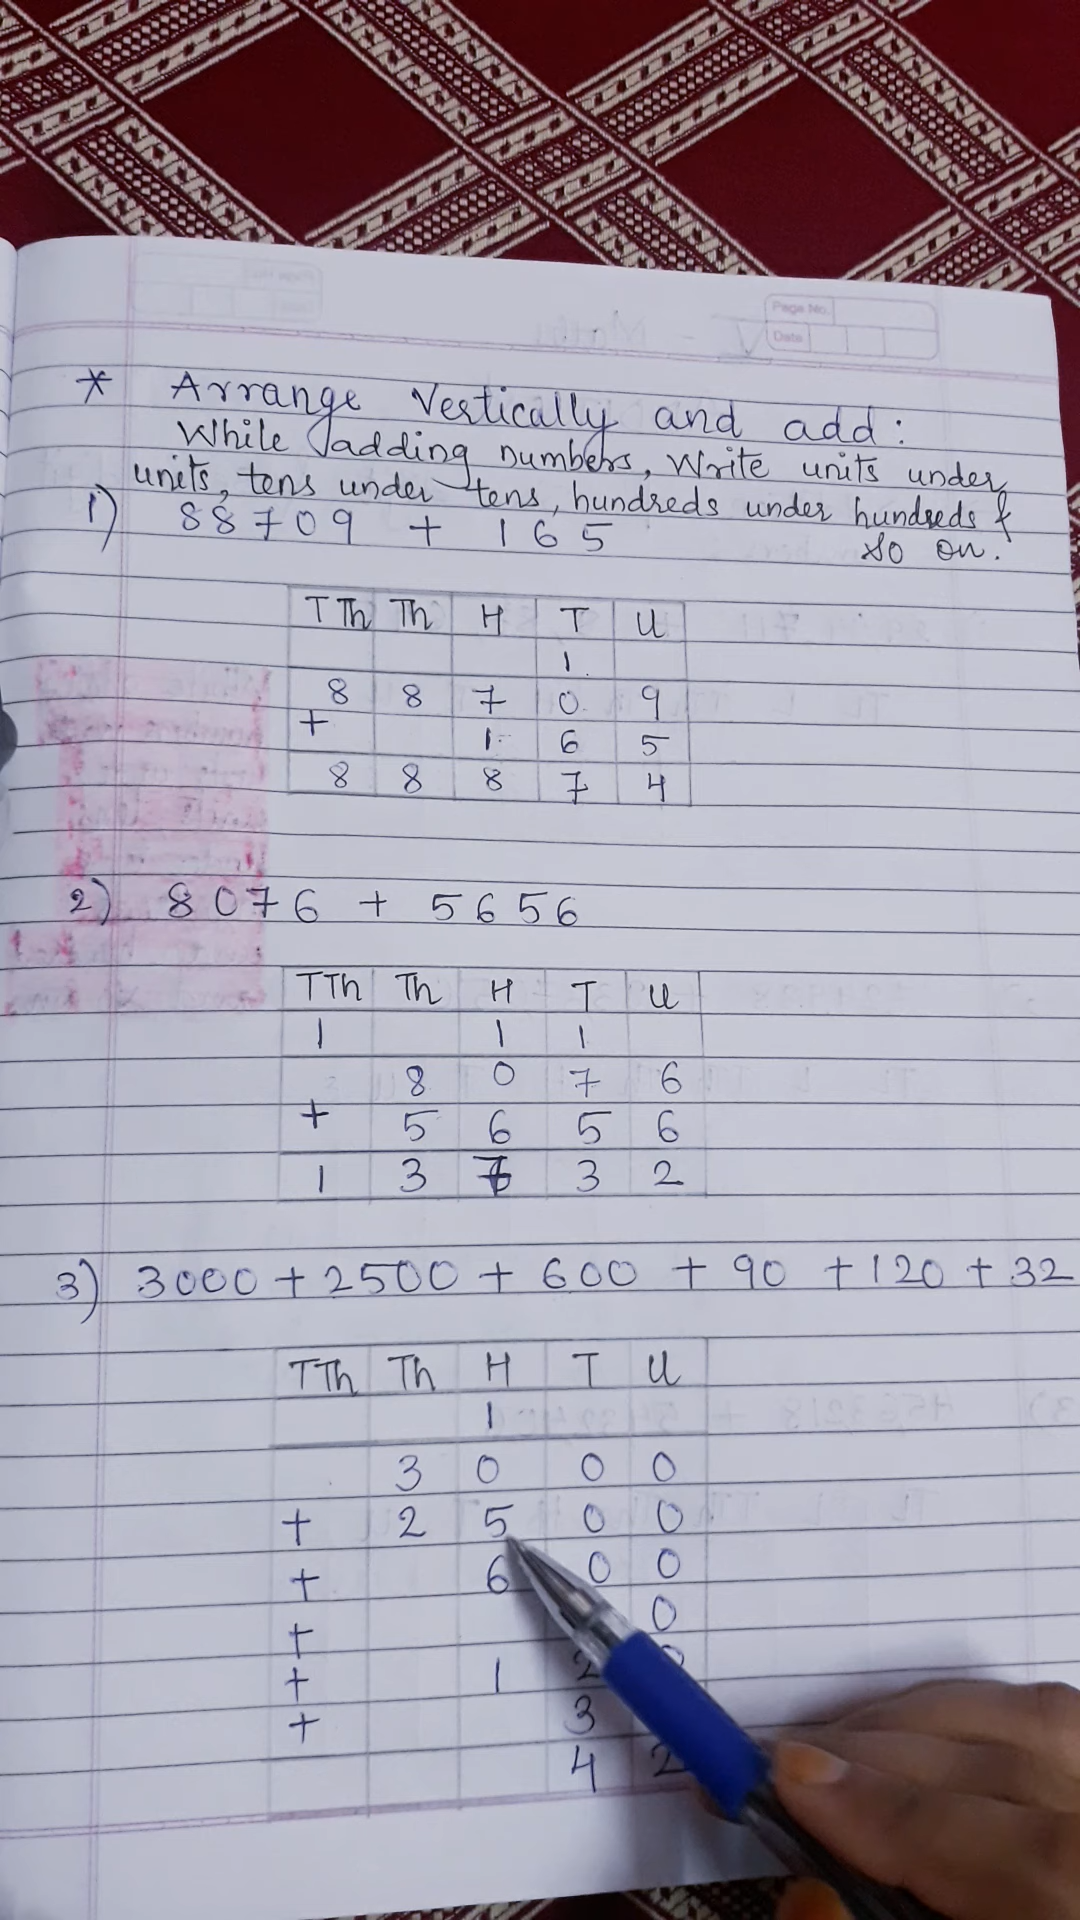 Page No.
Date
* Arrange Vertically and add:
While adding numbers, Write units under
units, tens under tens, hundreds under hundreds &
so on.
1) 88709 + 165
T Th Th H T U
1
8 8 7 0 9
+ 1 6 5
8 8 8 7 4
2) 8076 + 5656
TTh Th H T U
1 1 1
8 0 7 6
+ 5 6 5 6
1 3 7 3 2
3) 3000 + 2500 + 600 + 90 + 120 + 32
TTh Th H T U
1
3 0 0 0
+ 2 5 0 0
+ 6 0 0
+ 0
+ 1 2 0
+ 3
4 2